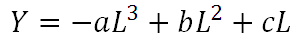 Y = −aL³ + bL² + cL